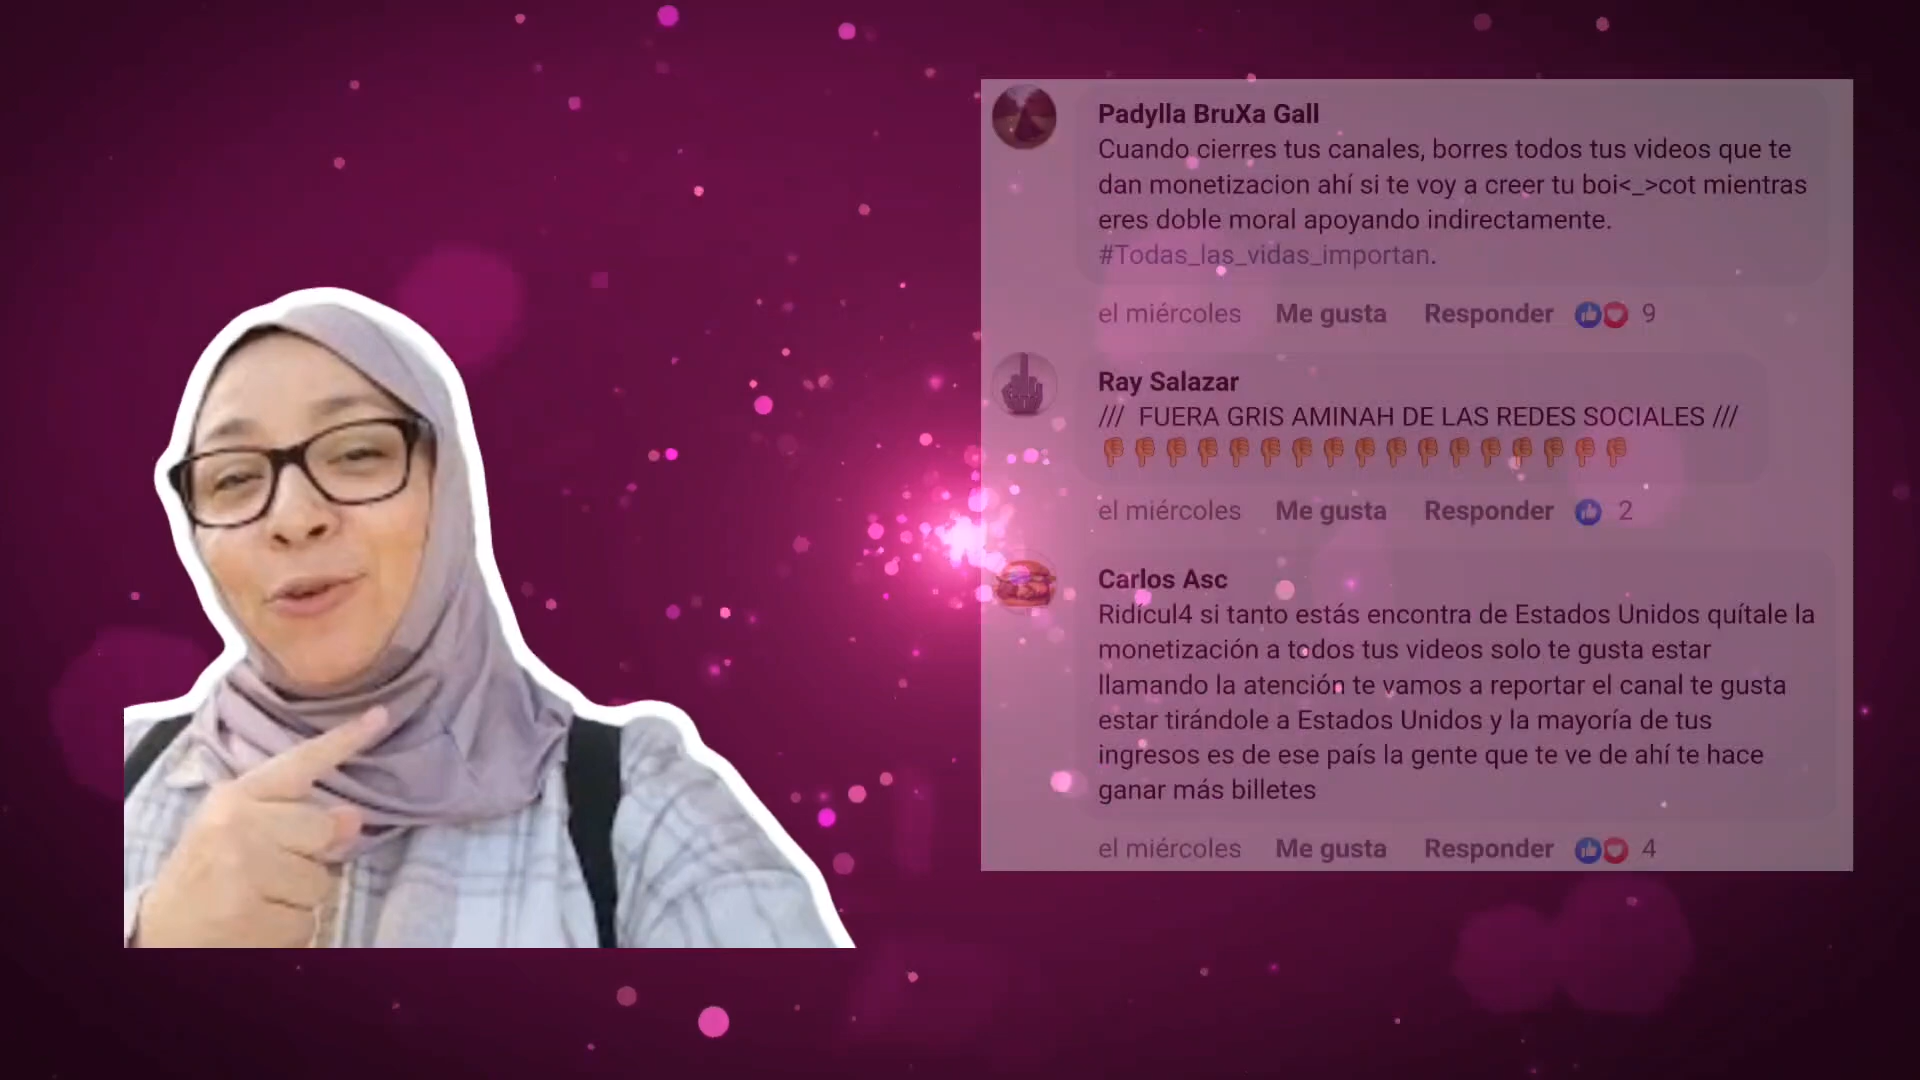 Padylla BruXa Gall
Cuando cierres tus canales, borres todos tus videos que te
dan monetizacion ahí si te voy a creer tu boi<_>cot mientras
eres doble moral apoyando indirectamente.
#Todas_las_vidas_importan.
el miércoles Me gusta Responder 9
Ray Salazar
/// FUERA GRIS AMINAH DE LAS REDES SOCIALES ///
👎👎👎👎👎👎👎👎👎👎👎👎👎👎👎👎👎
el miércoles Me gusta Responder 2
Carlos Asc
Ridícul4 si tanto estás encontra de Estados Unidos quítale la
monetización a todos tus videos solo te gusta estar
llamando la atención te vamos a reportar el canal te gusta
estar tirándole a Estados Unidos y la mayoría de tus
ingresos es de ese país la gente que te ve de ahí te hace
ganar más billetes
el miércoles Me gusta Responder 4